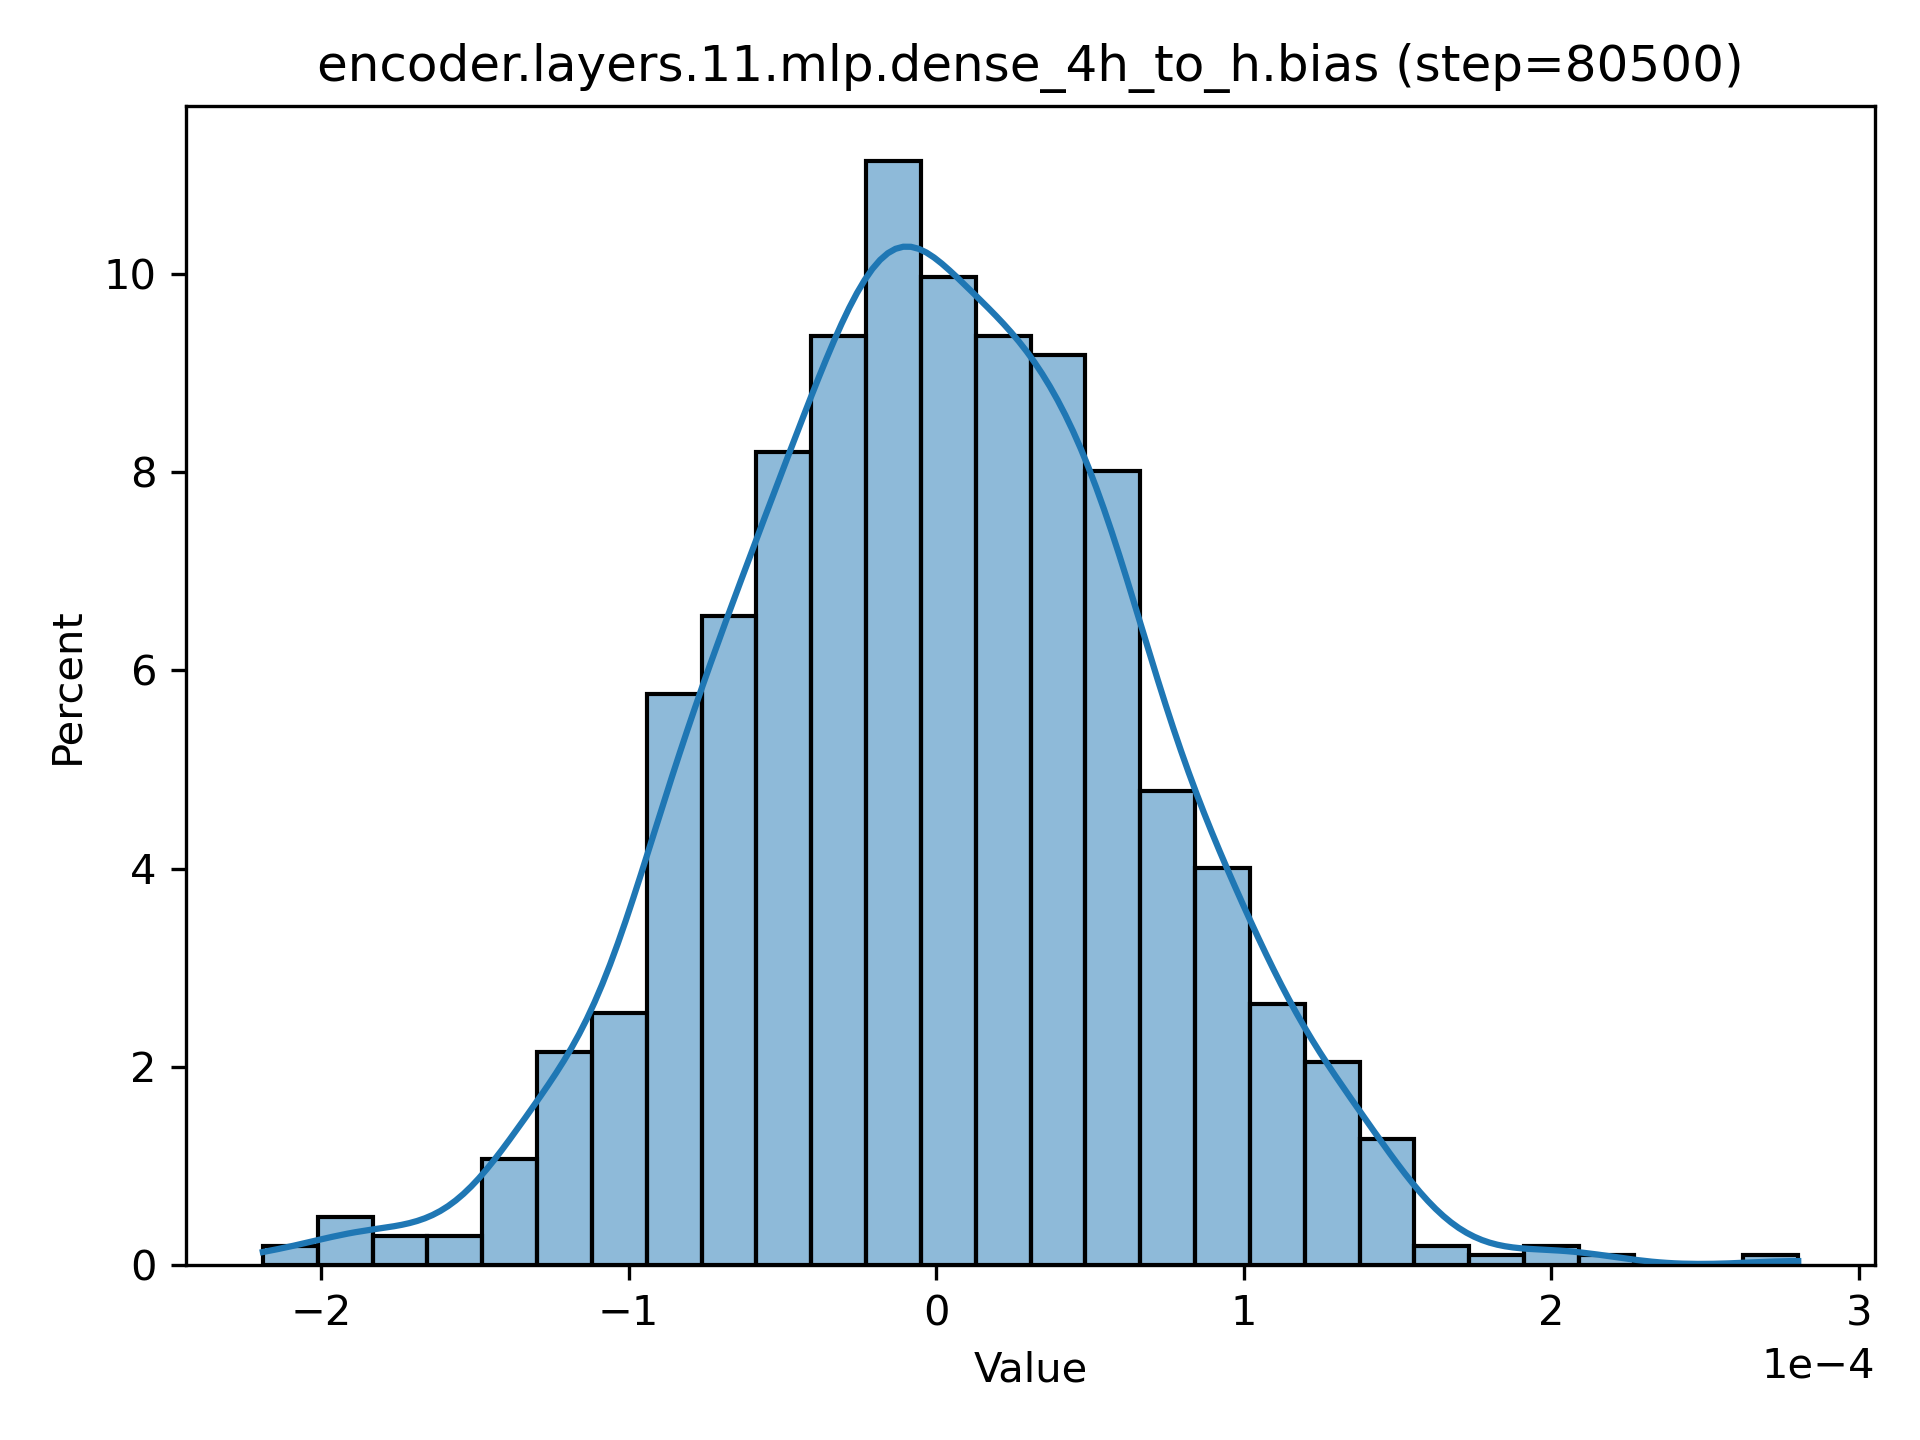 encoder.layers.11.mlp.dense_4h_to_h.bias (step=80500)
Percent
10
8
6
4
2
0
−2 −1 0 1 2 3
1e−4
Value